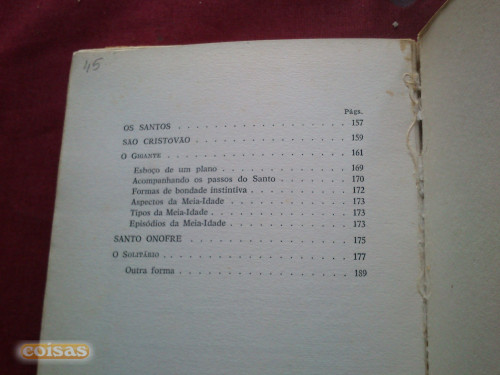 45
Págs.
OS SANTOS . . . . . . . . . . . . . . . . 157
SÃO CRISTOVÃO . . . . . . . . . . . . . . 159
O GIGANTE . . . . . . . . . . . . . . . . 161
Esboço de um plano . . . . . . . . . . . 169
Acompanhando os passos do Santo . . . . . 170
Formas de bondade instintiva . . . . . . 172
Aspectos da Meia-Idade . . . . . . . . . 173
Tipos da Meia-Idade . . . . . . . . . . . 173
Episódios da Meia-Idade . . . . . . . . . 173
SANTO ONOFRE . . . . . . . . . . . . . . 175
O SOLITÁRIO . . . . . . . . . . . . . . . 177
Outra forma . . . . . . . . . . . . . . . 189
coisas